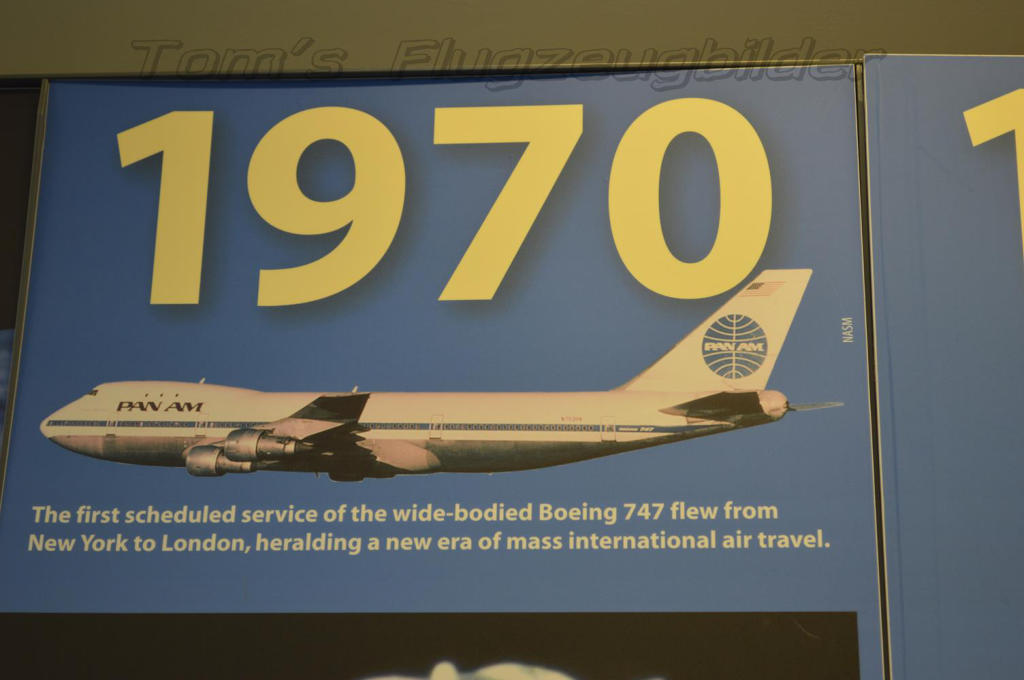 Tom's Flugzeugbilder
1970
PAN AM
NASM
PAN AM
The first scheduled service of the wide-bodied Boeing 747 flew from
New York to London, heralding a new era of mass international air travel.